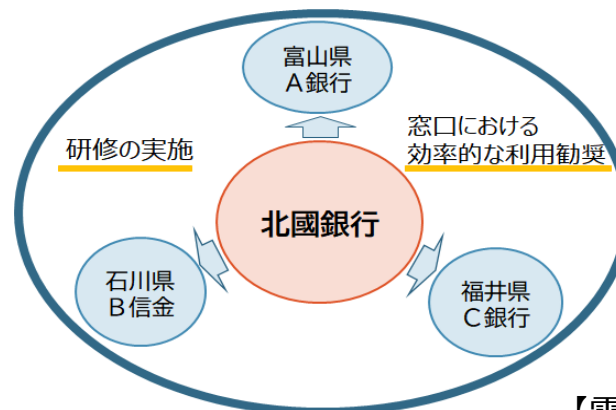 富山県
A銀行
研修の実施
窓口における
効率的な利用勧奨
北國銀行
石川県
B信金
福井県
C銀行